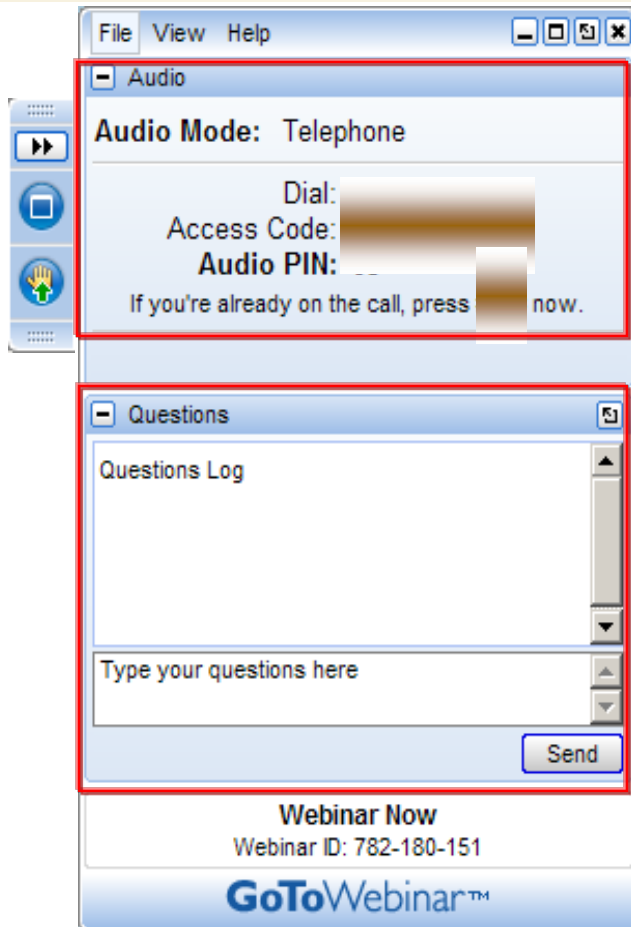 File View Help
Audio
Audio Mode: Telephone
Dial:
Access Code:
Audio PIN:
If you're already on the call, press now.
Questions
Questions Log
Type your questions here
Send
Webinar Now
Webinar ID: 782-180-151
GoToWebinar™